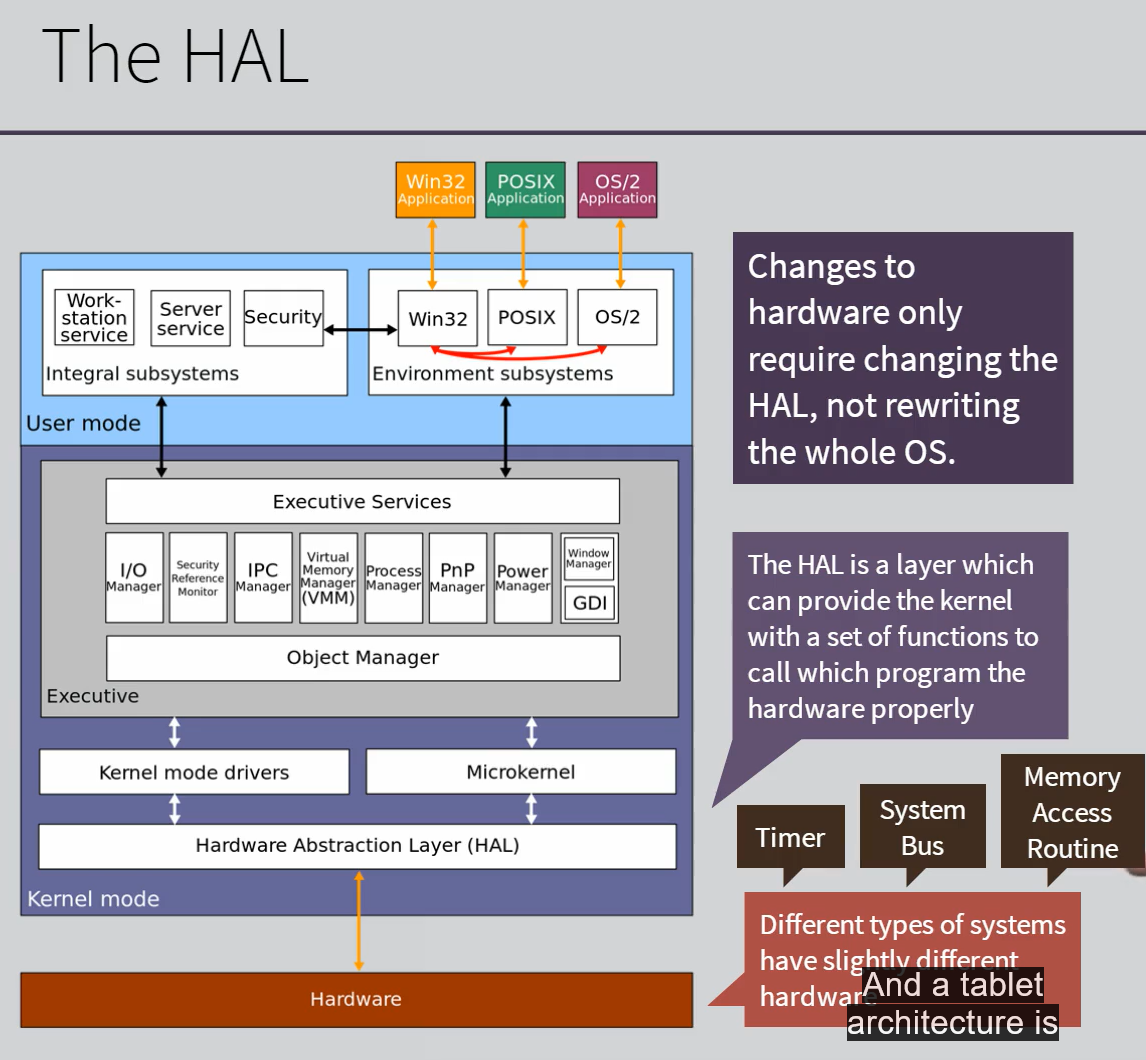 The HAL
Win32
Application
POSIX
Application
OS/2
Application
Work-
station
service
Server
service
Security
Integral subsystems
Win32
POSIX
OS/2
Environment subsystems
User mode
Executive Services
I/O
Manager
Security
Reference
Monitor
IPC
Manager
Virtual
Memory
Manager
(VMM)
Process
Manager
PnP
Manager
Power
Manager
Window
Manager
GDI
Object Manager
Executive
Kernel mode drivers
Microkernel
Hardware Abstraction Layer (HAL)
Kernel mode
Hardware
Changes to
hardware only
require changing the
HAL, not rewriting
the whole OS.
The HAL is a layer which
can provide the kernel
with a set of functions to
call which program the
hardware properly
Timer
System
Bus
Memory
Access
Routine
Different types of systems
have slightly different
hardware
And a tablet
architecture is